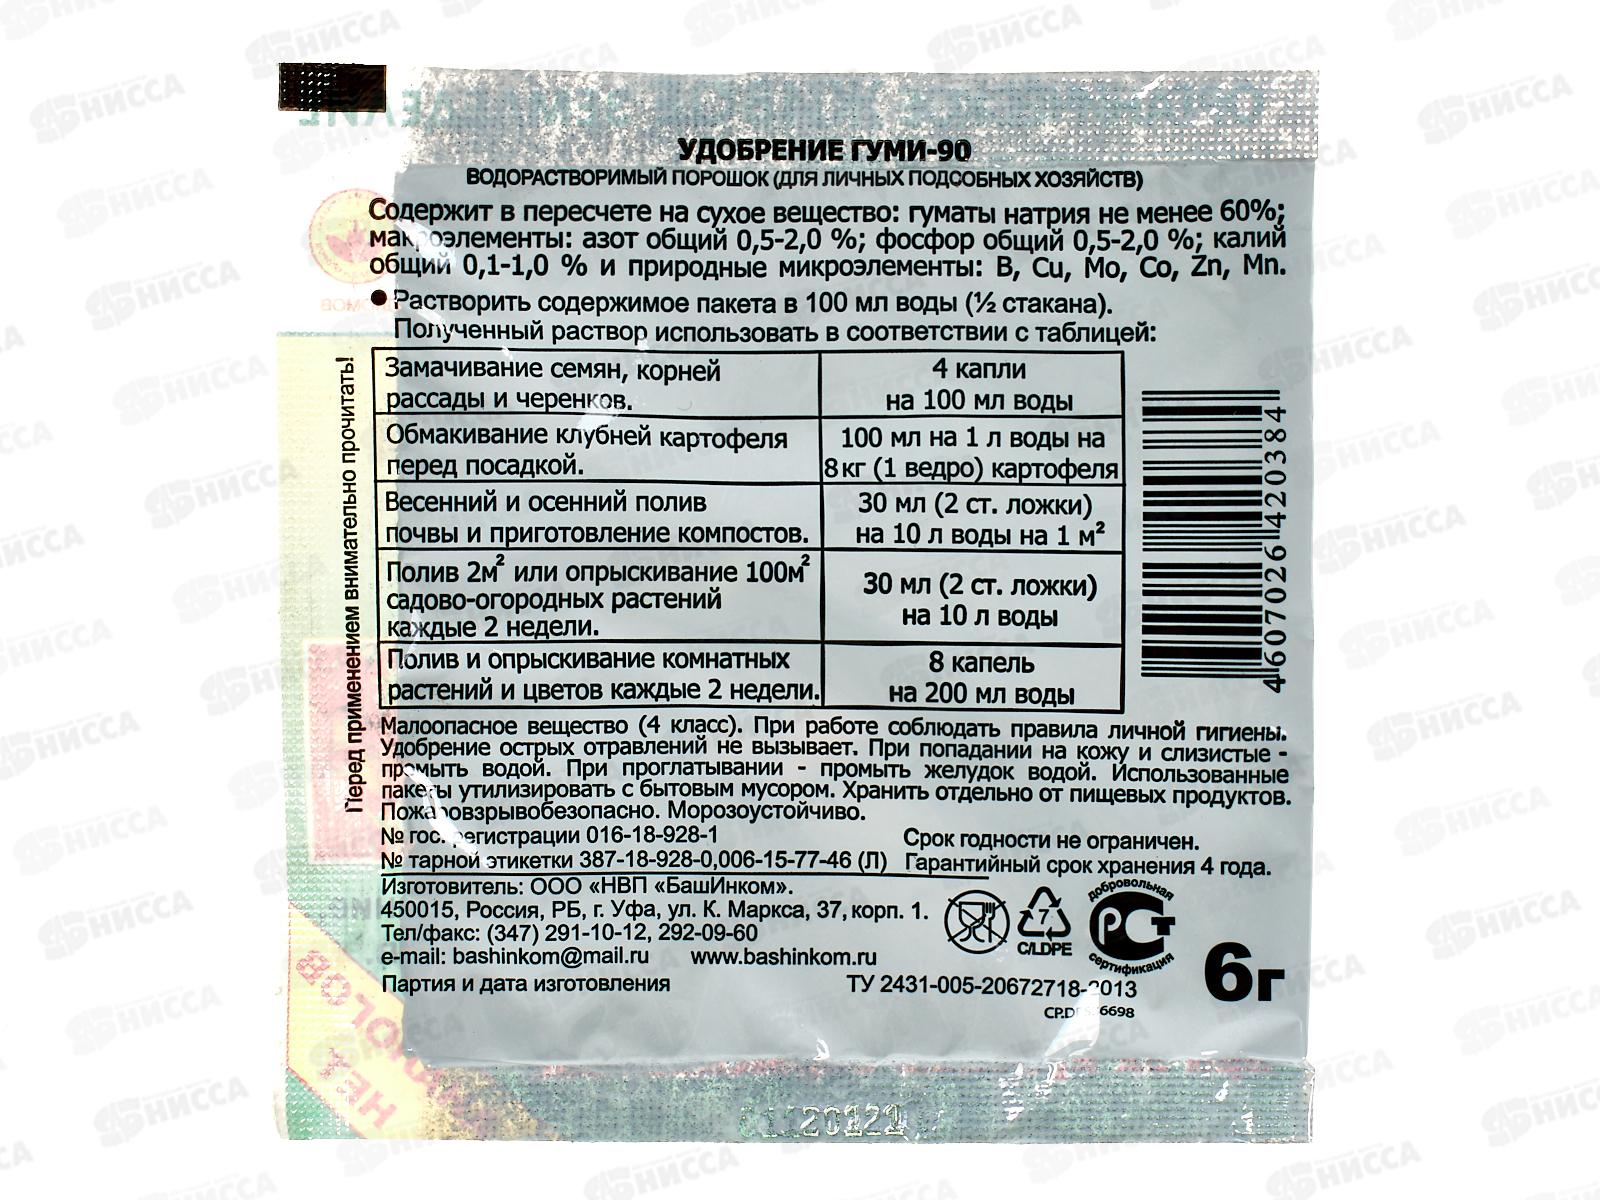 УДОБРЕНИЕ ГУМИ-90
ВОДОРАСТВОРИМЫЙ ПОРОШОК (ДЛЯ ЛИЧНЫХ ПОДСОБНЫХ ХОЗЯЙСТВ)
Содержит в пересчете на сухое вещество: гуматы натрия не менее 60%;
макроэлементы: азот общий 0,5-2,0 %; фосфор общий 0,5-2,0 %; калий
общий 0,1-1,0 % и природные микроэлементы: B, Cu, Mo, Co, Zn, Mn.
● Растворить содержимое пакета в 100 мл воды (½ стакана).
Полученный раствор использовать в соответствии с таблицей:
Перед применением внимательно прочитать!
Замачивание семян, корней
рассады и черенков.
4 капли
на 100 мл воды
Обмакивание клубней картофеля
перед посадкой.
100 мл на 1 л воды на
8 кг (1 ведро) картофеля
Весенний и осенний полив
почвы и приготовление компостов.
30 мл (2 ст. ложки)
на 10 л воды на 1 м²
Полив 2м² или опрыскивание 100м²
садово-огородных растений
каждые 2 недели.
30 мл (2 ст. ложки)
на 10 л воды
Полив и опрыскивание комнатных
растений и цветов каждые 2 недели.
8 капель
на 200 мл воды
4 607026 420384
Малоопасное вещество (4 класс). При работе соблюдать правила личной гигиены.
Удобрение острых отравлений не вызывает. При попадании на кожу и слизистые -
промыть водой. При проглатывании - промыть желудок водой. Использованные
пакеты утилизировать с бытовым мусором. Хранить отдельно от пищевых продуктов.
Пожаровзрывобезопасно. Морозоустойчиво.
№ гос. регистрации 016-18-928-1
Срок годности не ограничен.
№ тарной этикетки 387-18-928-0,006-15-77-46 (Л)
Гарантийный срок хранения 4 года.
Изготовитель: ООО «НВП «БашИнком».
450015, Россия, РБ, г. Уфа, ул. К. Маркса, 37, корп. 1.
Тел/факс: (347) 291-10-12, 292-09-60
e-mail: bashinkom@mail.ru www.bashinkom.ru
Партия и дата изготовления
ТУ 2431-005-20672718-2013
7
C/LDPE
добровольная
РСТ
сертификация
6г
НИССА